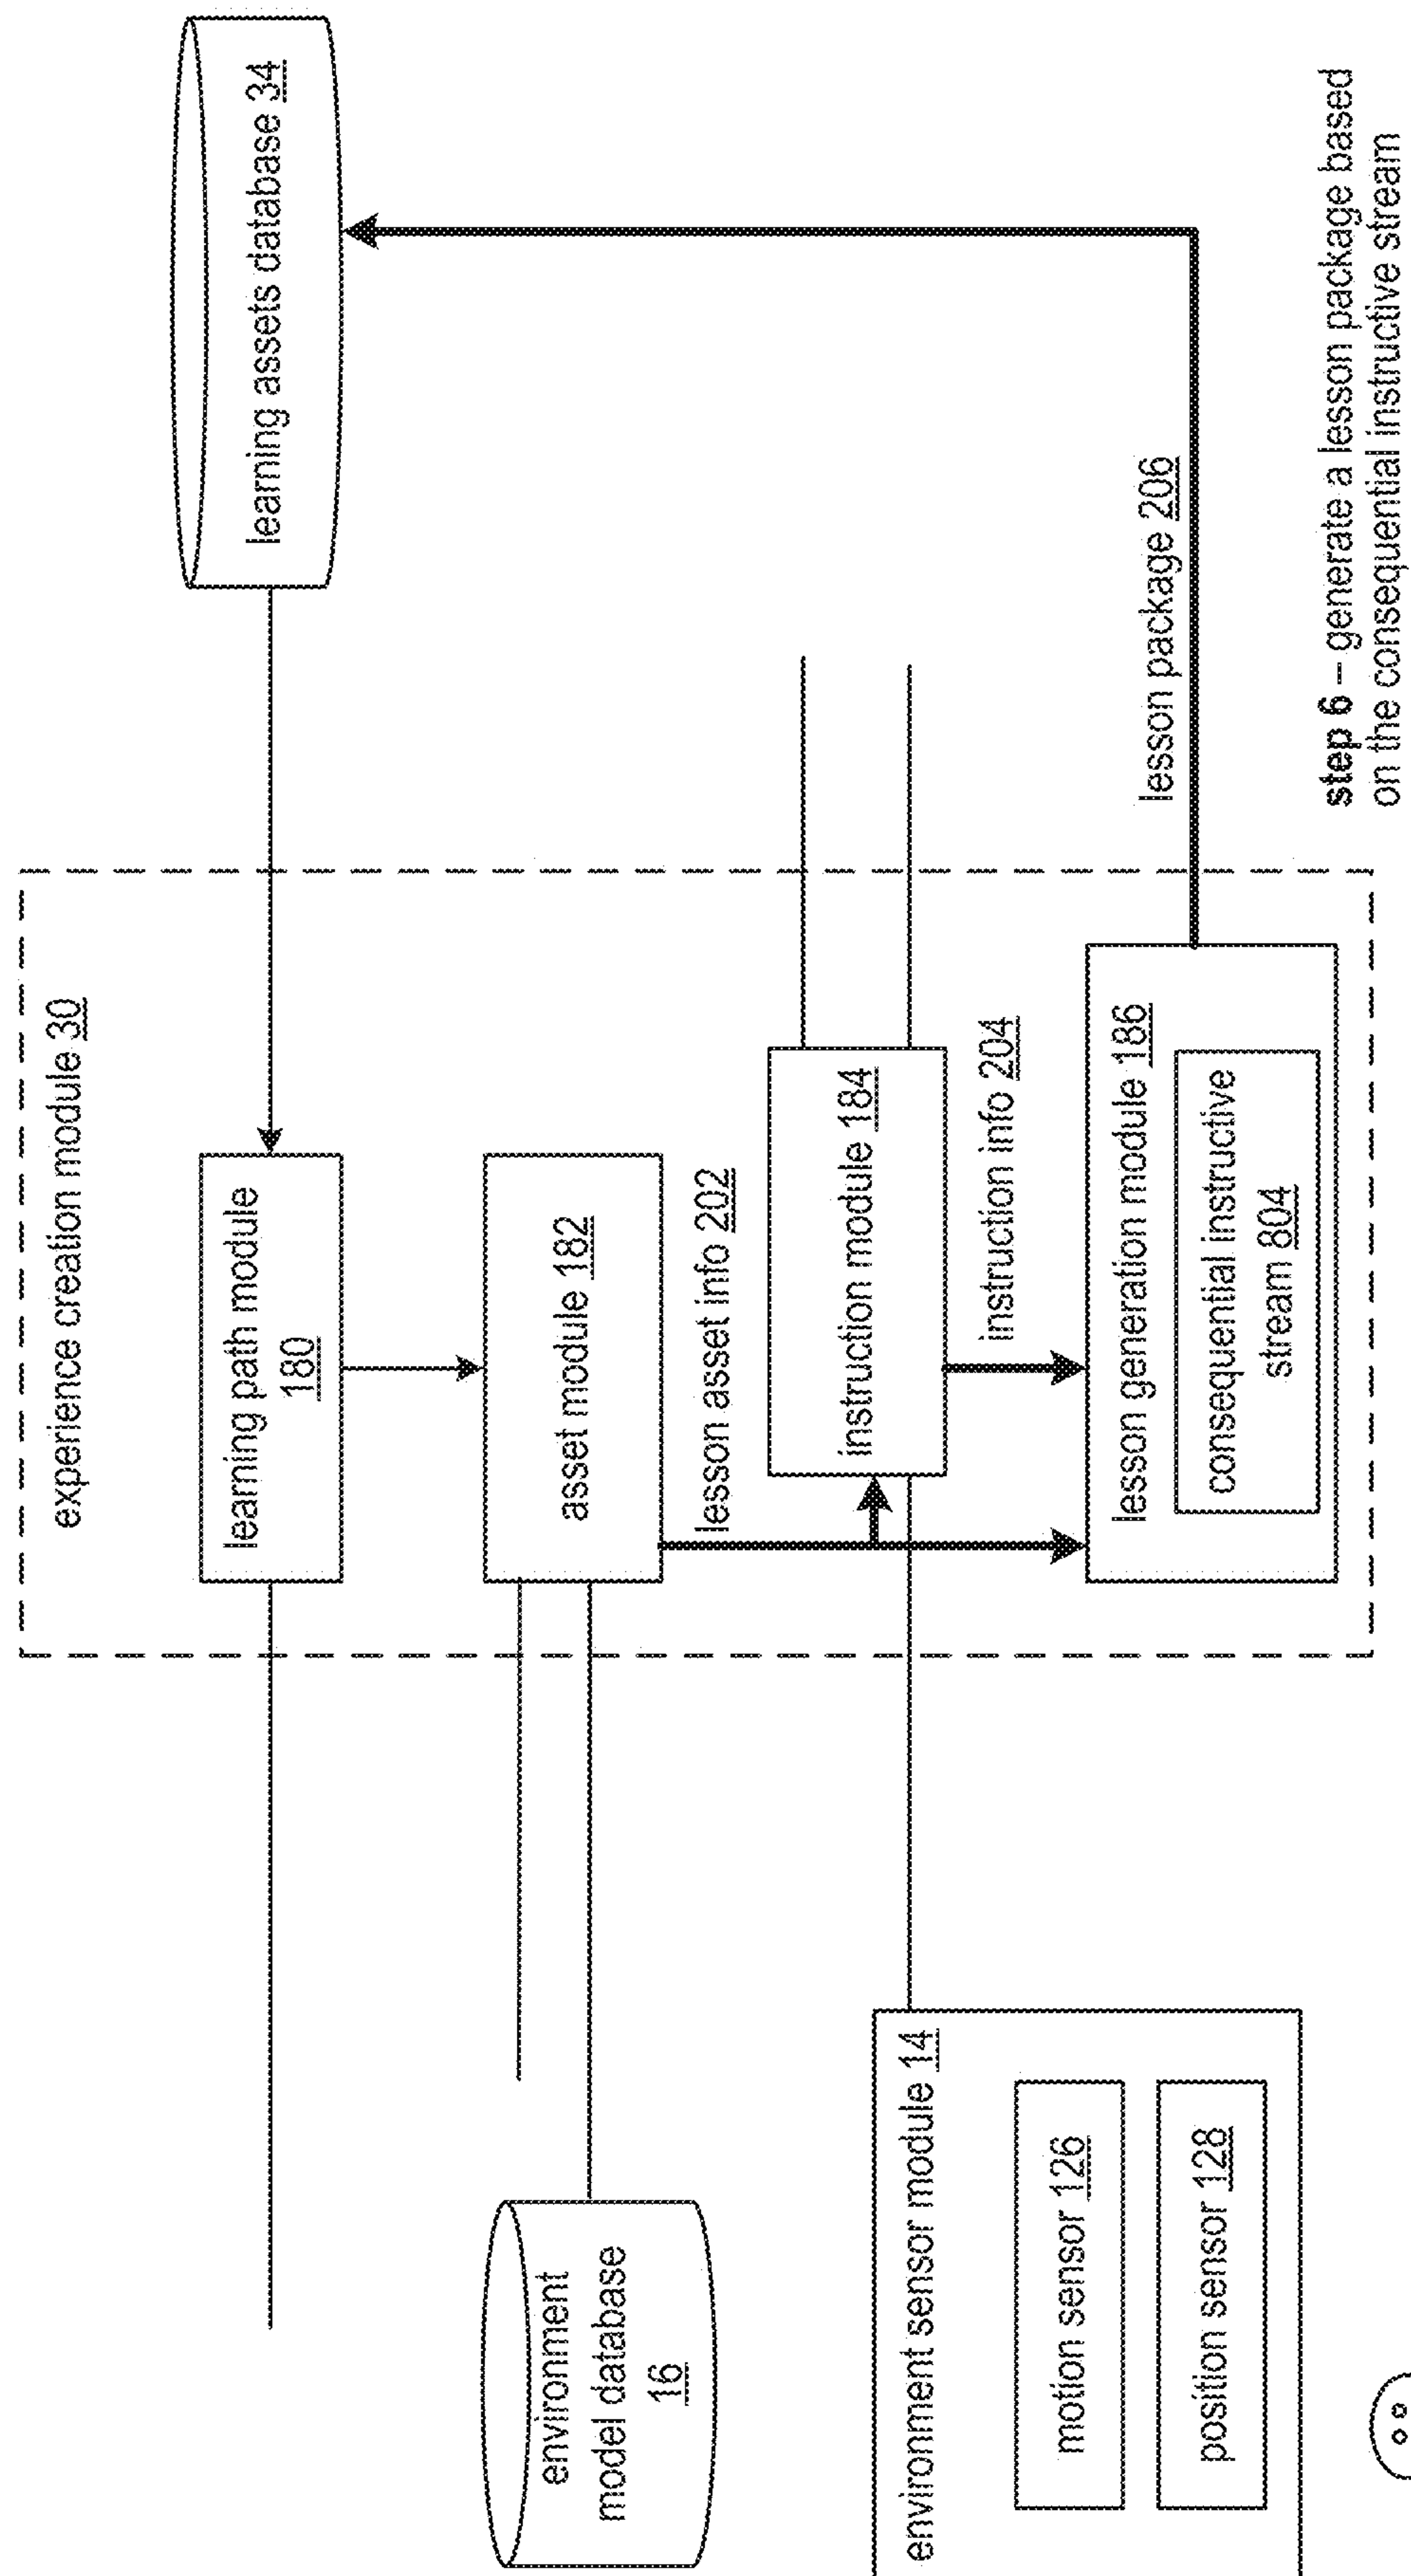 experience creation module 30
learning assets database 34
learning path module
180
environment
model database
16
asset module 182
lesson asset info 202
environment sensor module 14
motion sensor 126
position sensor 128
instruction module 184
instruction info 204
lesson generation module 186
consequential instructive
stream 804
lesson package 206
step 6 – generate a lesson package based
on the consequential instructive stream